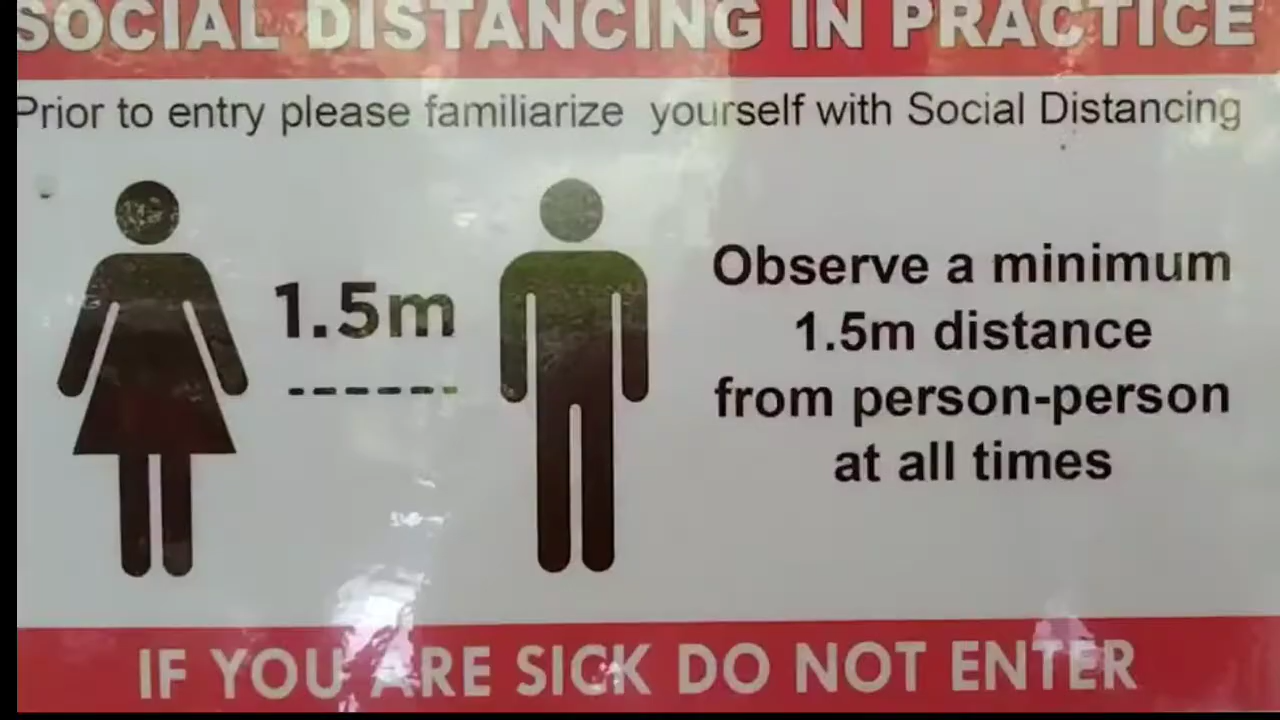 SOCIAL DISTANCING IN PRACTICE
Prior to entry please familiarize yourself with Social Distancing
1.5m
Observe a minimum
1.5m distance
from person-person
at all times
IF YOU ARE SICK DO NOT ENTER